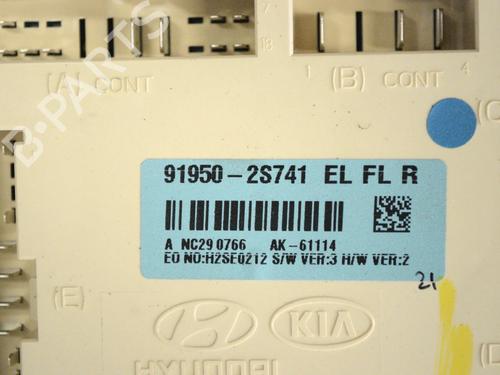 18
(A) CONT
1 (B) CONT 4
91950-2S741 EL FL R
A NC29 0766 AK-61114
EO NO:H2SE0212 S/W VER:3 H/W VER:2
21
(E)
KIA
HYUNDAI